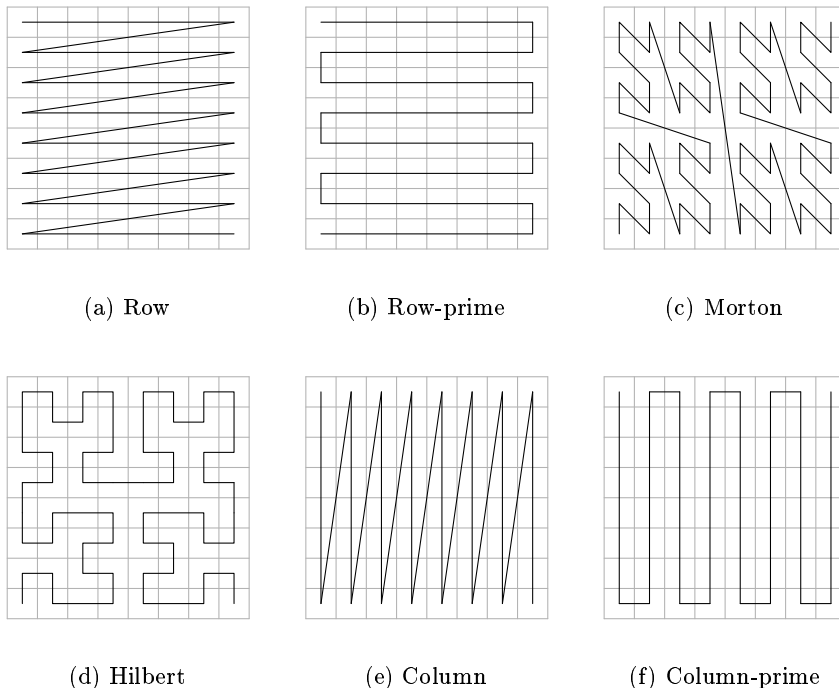 (a) Row
(b) Row-prime
(c) Morton
(d) Hilbert
(e) Column
(f) Column-prime